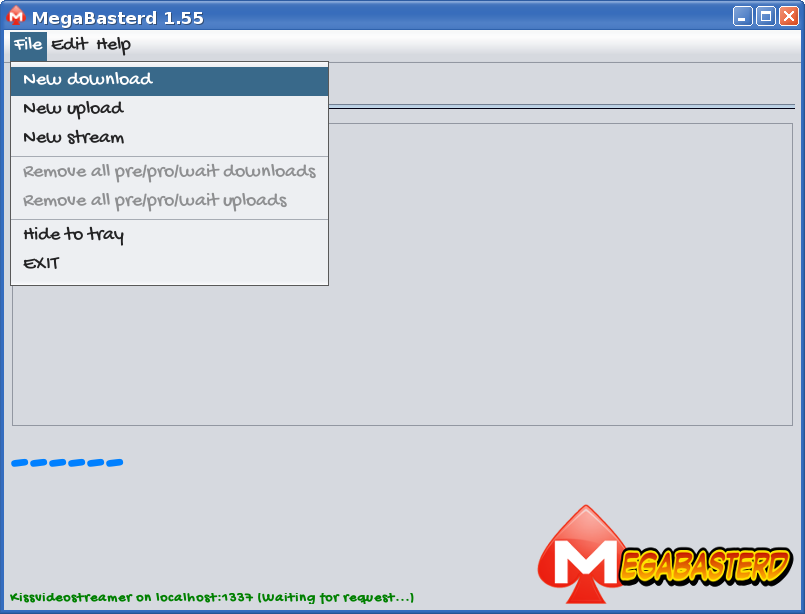 MegaBasterd 1.55
File Edit Help
New download
New upload
New stream
Remove all pre/pro/wait downloads
Remove all pre/pro/wait uploads
Hide to tray
EXIT
MEGABASTERD
Kissvideostreamer on localhost:1337 (Waiting for request...)